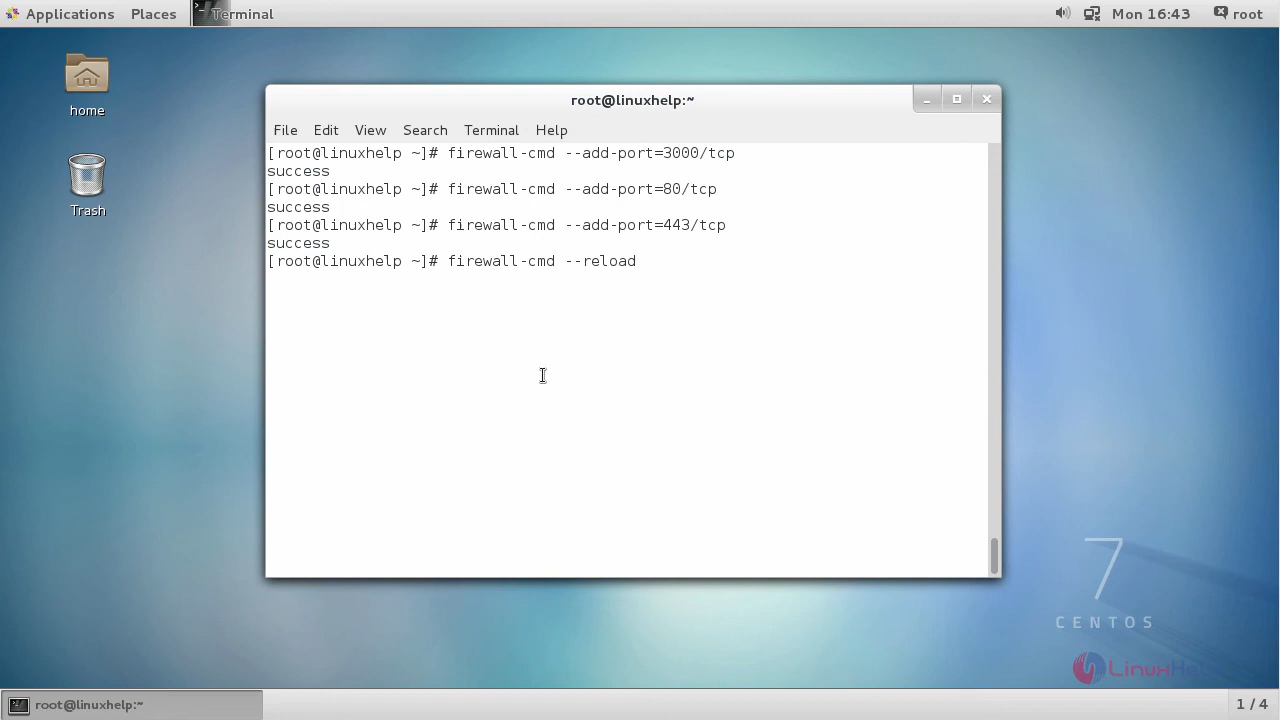 Applications Places Terminal Mon 16:43 root
home
Trash
root@linuxhelp:~
File Edit View Search Terminal Help
[root@linuxhelp ~]# firewall-cmd --add-port=3000/tcp
success
[root@linuxhelp ~]# firewall-cmd --add-port=80/tcp
success
[root@linuxhelp ~]# firewall-cmd --add-port=443/tcp
success
[root@linuxhelp ~]# firewall-cmd --reload
7
CENTOS
root@linuxhelp:~
1 / 4